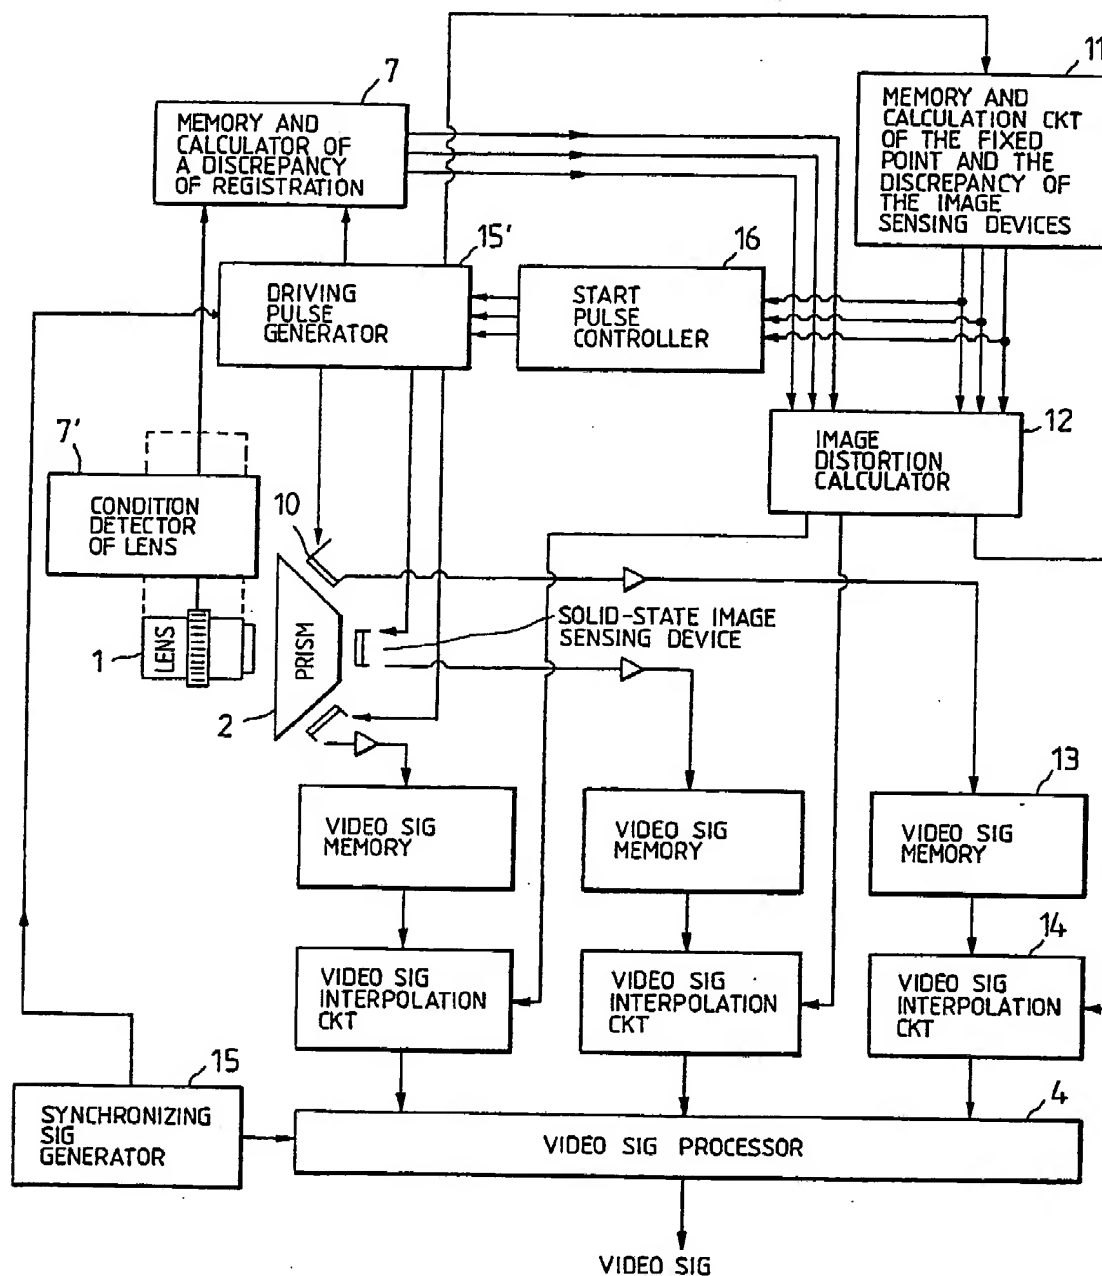 11
7
MEMORY AND
CALCULATOR OF
A DISCREPANCY
OF REGISTRATION
MEMORY AND
CALCULATION CKT
OF THE FIXED
POINT AND THE
DISCREPANCY OF
THE IMAGE
SENSING DEVICES
15'
16
DRIVING
PULSE
GENERATOR
START
PULSE
CONTROLLER
7'
12
CONDITION
DETECTOR
OF LENS
IMAGE
DISTORTION
CALCULATOR
10
SOLID-STATE IMAGE
SENSING DEVICE
1
LENS
PRISM
2
13
VIDEO SIG
MEMORY
VIDEO SIG
MEMORY
VIDEO SIG
MEMORY
14
VIDEO SIG
INTERPOLATION
CKT
VIDEO SIG
INTERPOLATION
CKT
VIDEO SIG
INTERPOLATION
CKT
15
4
SYNCHRONIZING
SIG
GENERATOR
VIDEO SIG PROCESSOR
VIDEO SIG